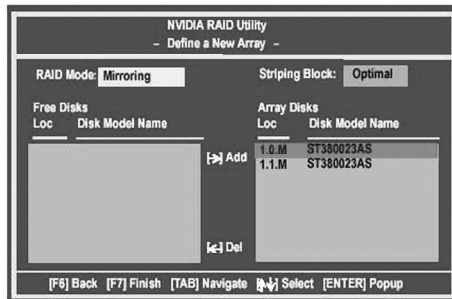 NVIDIA RAID Utility
– Define a New Array –
RAID Mode: Mirroring
Striping Block: Optimal
Free Disks
Loc Disk Model Name
Array Disks
Loc Disk Model Name
[→] Add
1.0.M ST380023AS
1.1.M ST380023AS
[←] Del
[F6] Back [F7] Finish [TAB] Navigate [↑↓] Select [ENTER] Popup